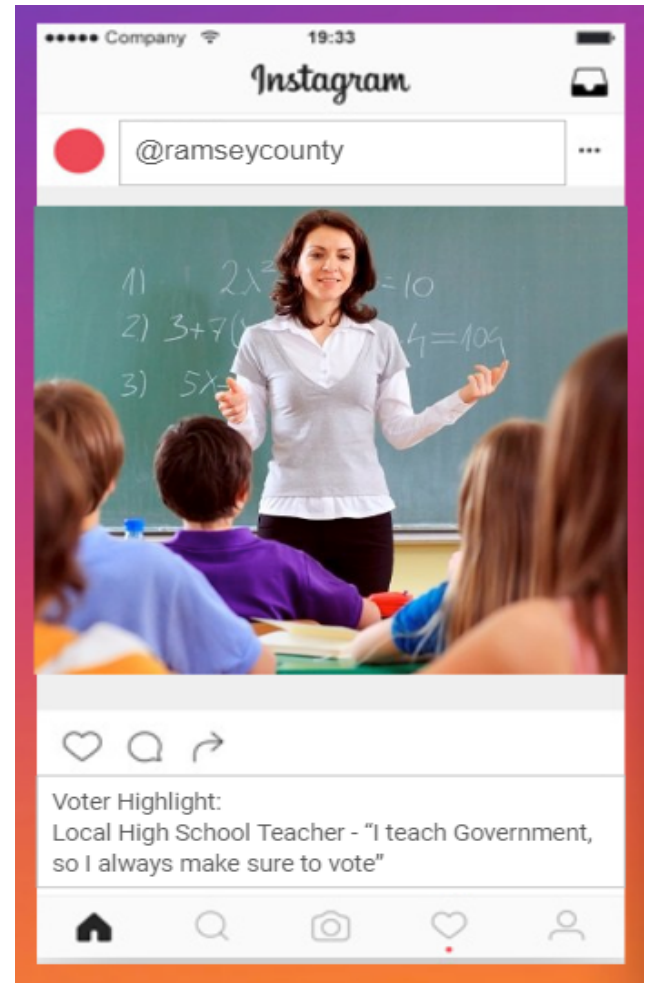 Company 19:33
Instagram
@ramseycounty
1) 2x² =10
2) 3+7( 4=104
3) 5x=
Voter Highlight:
Local High School Teacher - “I teach Government,
so I always make sure to vote”